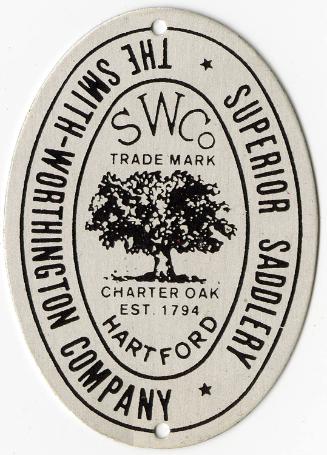 THE SMITH-WORTHINGTON COMPANY
★ SUPERIOR SADDLERY ★
SWCo
TRADE MARK
CHARTER OAK
EST. 1794
HARTFORD